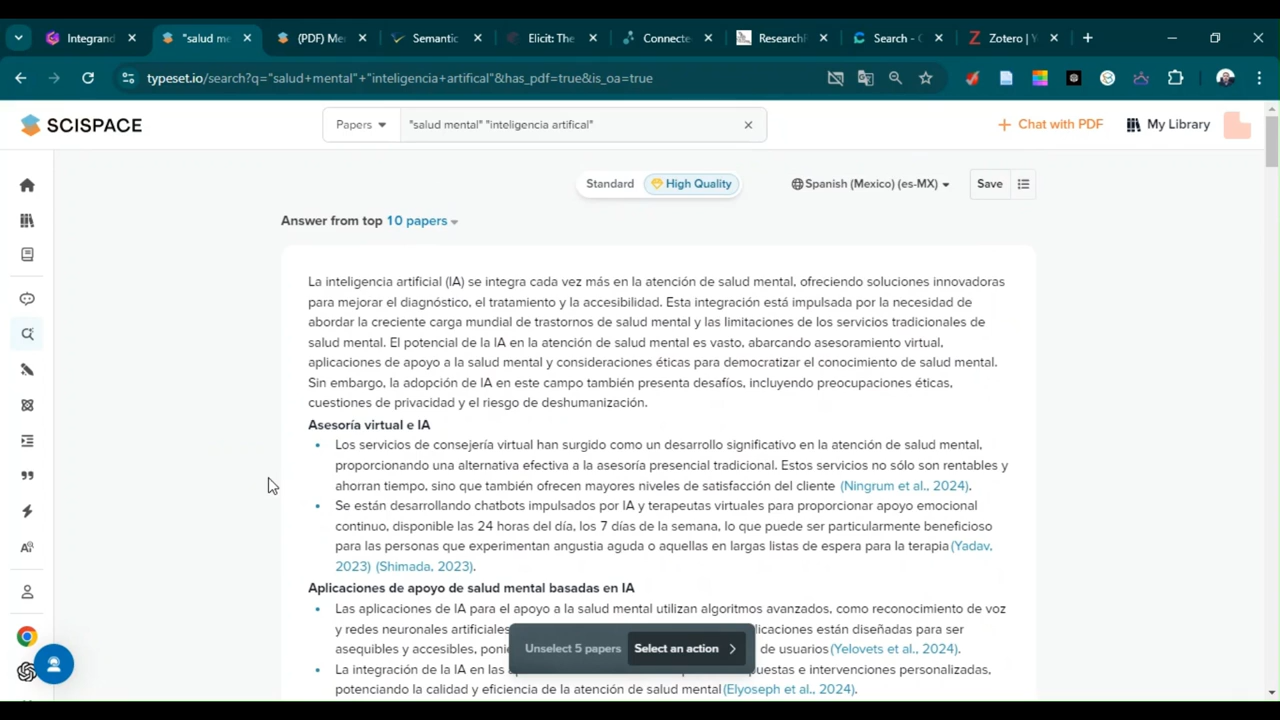 Integrand
"salud me
(PDF) Me
Semantic
Elicit: The
Connecte
Research
Search - C
Zotero | Y
typeset.io/search?q="salud+mental"+"inteligencia+artifical"&has_pdf=true&is_oa=true
SCISPACE
Papers
"salud mental" "inteligencia artifical"
Chat with PDF
My Library
Standard
High Quality
Spanish (Mexico) (es-MX)
Save
Answer from top 10 papers
La inteligencia artificial (IA) se integra cada vez más en la atención de salud mental, ofreciendo soluciones innovadoras
para mejorar el diagnóstico, el tratamiento y la accesibilidad. Esta integración está impulsada por la necesidad de
abordar la creciente carga mundial de trastornos de salud mental y las limitaciones de los servicios tradicionales de
salud mental. El potencial de la IA en la atención de salud mental es vasto, abarcando asesoramiento virtual,
aplicaciones de apoyo a la salud mental y consideraciones éticas para democratizar el conocimiento de salud mental.
Sin embargo, la adopción de IA en este campo también presenta desafíos, incluyendo preocupaciones éticas,
cuestiones de privacidad y el riesgo de deshumanización.
Asesoría virtual e IA
• Los servicios de consejería virtual han surgido como un desarrollo significativo en la atención de salud mental,
proporcionando una alternativa efectiva a la asesoría presencial tradicional. Estos servicios no sólo son rentables y
ahorran tiempo, sino que también ofrecen mayores niveles de satisfacción del cliente (Ningrum et al., 2024).
• Se están desarrollando chatbots impulsados por IA y terapeutas virtuales para proporcionar apoyo emocional
continuo, disponible las 24 horas del día, los 7 días de la semana, lo que puede ser particularmente beneficioso
para las personas que experimentan angustia aguda o aquellas en largas listas de espera para la terapia(Yadav,
2023) (Shimada, 2023).
Aplicaciones de apoyo de salud mental basadas en IA
• Las aplicaciones de IA para el apoyo a la salud mental utilizan algoritmos avanzados, como reconocimiento de voz
y redes neuronales artificiales plicaciones están diseñadas para ser
asequibles y accesibles, ponie de usuarios(Yelovets et al., 2024).
• La integración de la IA en las ap puestas e intervenciones personalizadas,
potenciando la calidad y eficiencia de la atención de salud mental(Elyoseph et al., 2024).
Unselect 5 papers
Select an action